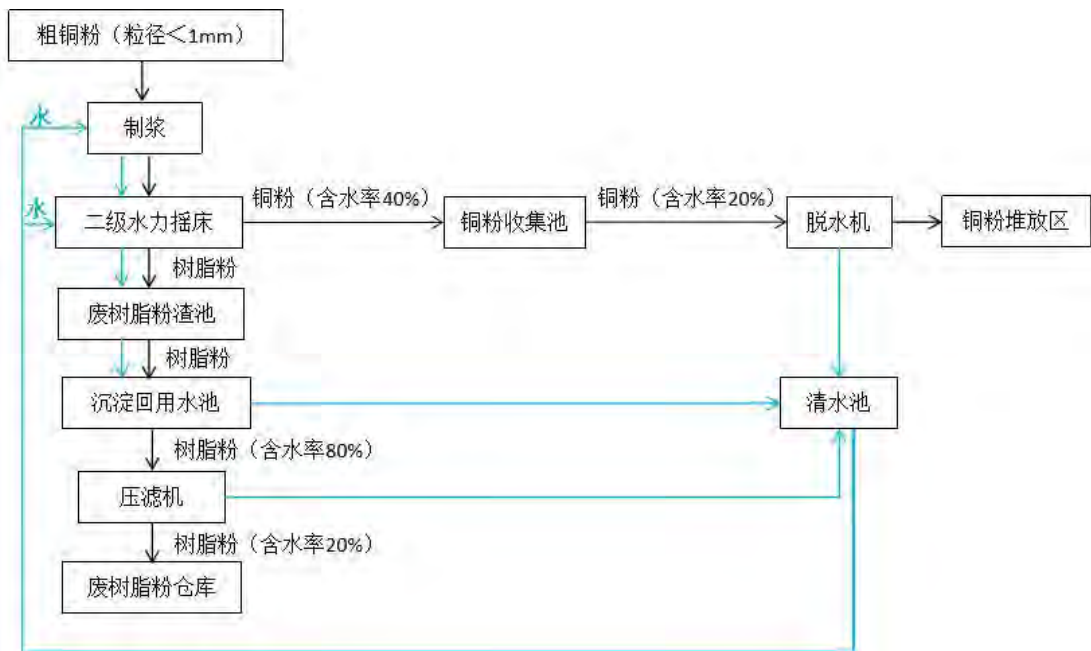 粗铜粉（粒径＜1mm）
水
制浆
水
二级水力摇床
铜粉（含水率40%）
铜粉收集池
铜粉（含水率20%）
脱水机
铜粉堆放区
树脂粉
废树脂粉渣池
树脂粉
沉淀回用水池
清水池
树脂粉（含水率80%）
压滤机
树脂粉（含水率20%）
废树脂粉仓库